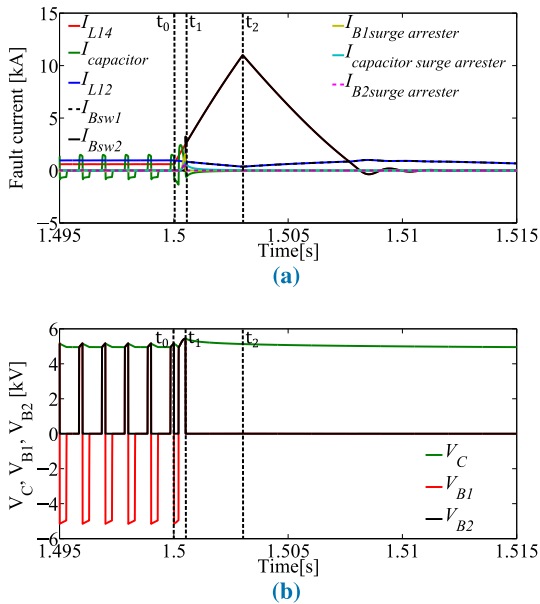 t0 t1 t2
I_L14
I_capacitor
I_L12
I_Bsw1
I_Bsw2
I_B1surge arrester
I_capacitor surge arrester
I_B2surge arrester
Fault current [kA]
15
10
5
0
−5
1.495 1.5 1.505 1.51 1.515
Time[s]
(a)
t0 t1 t2
V_C, V_B1, V_B2 [kV]
6
4
2
0
−2
−4
−6
V_C
V_B1
V_B2
1.495 1.5 1.505 1.51 1.515
Time[s]
(b)